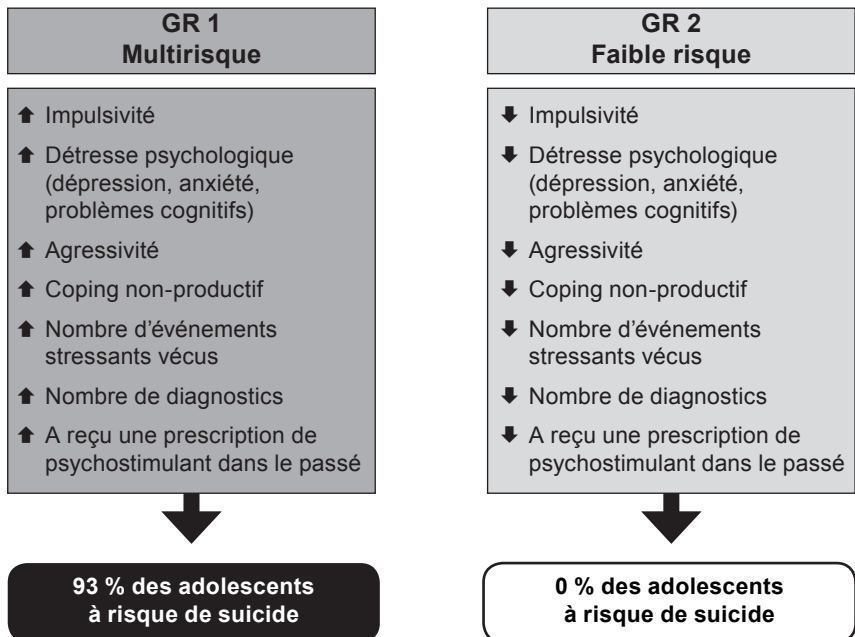 GR 1
Multirisque
↑ Impulsivité
↑ Détresse psychologique
(dépression, anxiété,
problèmes cognitifs)
↑ Agressivité
↑ Coping non-productif
↑ Nombre d’événements
stressants vécus
↑ Nombre de diagnostics
↑ A reçu une prescription de
psychostimulant dans le passé
93 % des adolescents
à risque de suicide
GR 2
Faible risque
↓ Impulsivité
↓ Détresse psychologique
(dépression, anxiété,
problèmes cognitifs)
↓ Agressivité
↓ Coping non-productif
↓ Nombre d’événements
stressants vécus
↓ Nombre de diagnostics
↓ A reçu une prescription de
psychostimulant dans le passé
0 % des adolescents
à risque de suicide